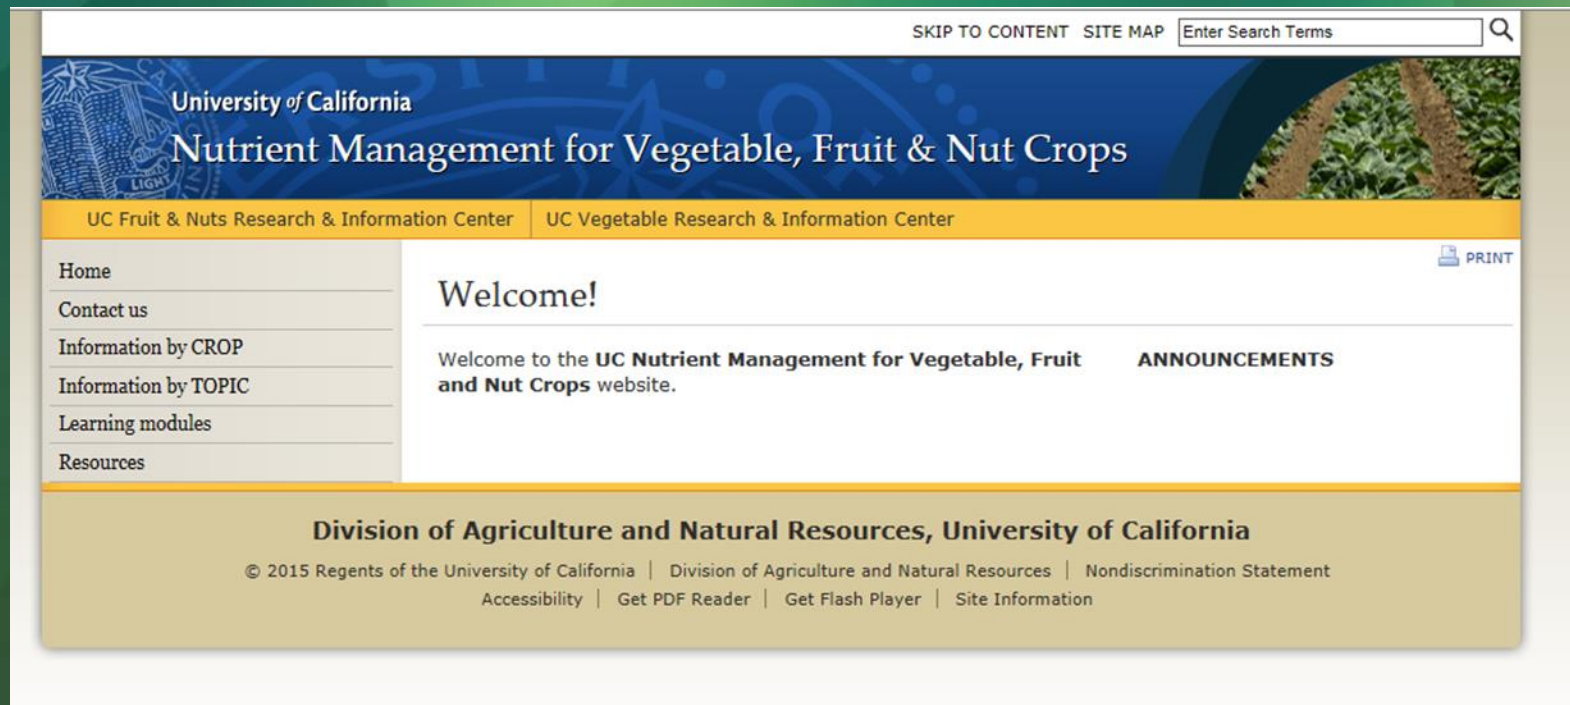 SKIP TO CONTENT SITE MAP Enter Search Terms
University of California
Nutrient Management for Vegetable, Fruit & Nut Crops
LIGHT
UC Fruit & Nuts Research & Information Center UC Vegetable Research & Information Center
PRINT
Home
Contact us
Information by CROP
Information by TOPIC
Learning modules
Resources
Welcome!
Welcome to the UC Nutrient Management for Vegetable, Fruit
and Nut Crops website.
ANNOUNCEMENTS
Division of Agriculture and Natural Resources, University of California
© 2015 Regents of the University of California | Division of Agriculture and Natural Resources | Nondiscrimination Statement
Accessibility | Get PDF Reader | Get Flash Player | Site Information